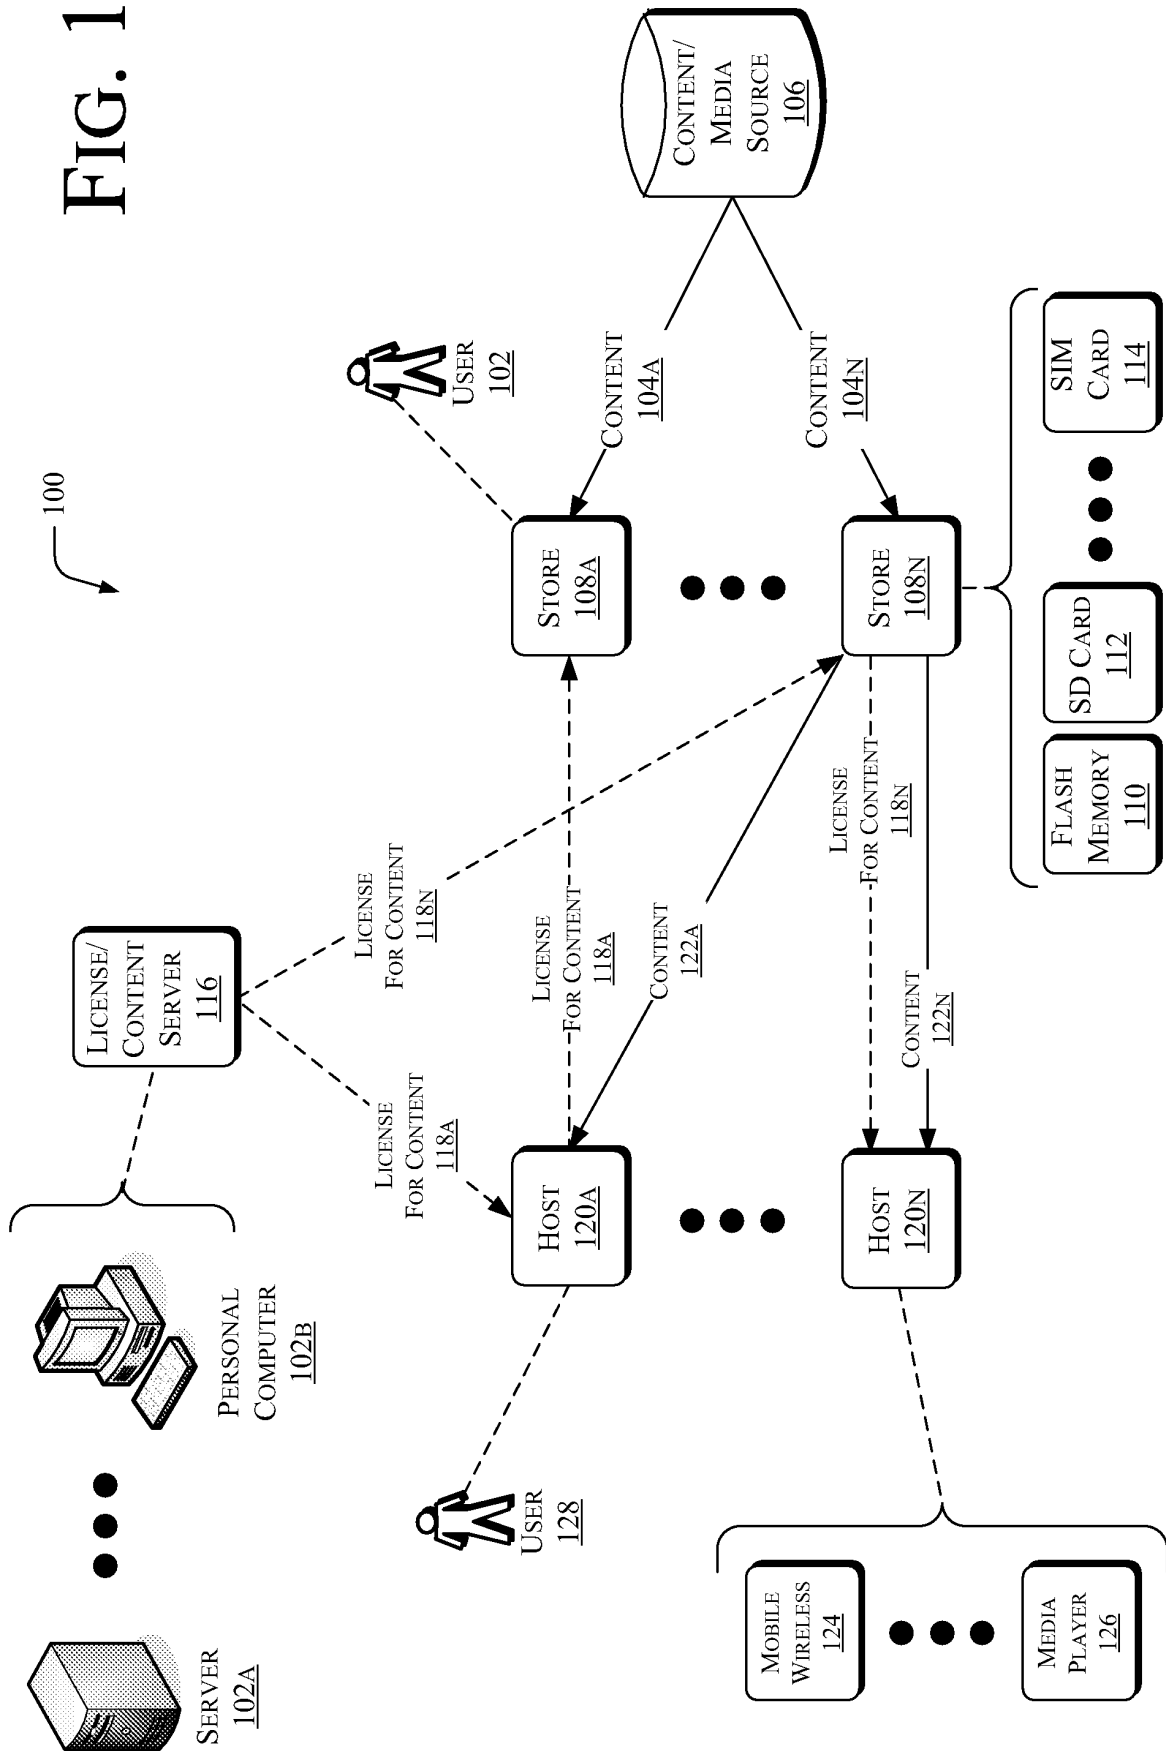 FIG. 1
100
SERVER
102A
PERSONAL
COMPUTER
102B
LICENSE/
CONTENT
SERVER
116
LICENSE
FOR CONTENT
118A
LICENSE
FOR CONTENT
118N
USER
128
HOST
120A
LICENSE
FOR CONTENT
118A
CONTENT
122A
STORE
108A
USER
102
CONTENT
104A
CONTENT
104N
CONTENT/
MEDIA
SOURCE
106
HOST
120N
LICENSE
FOR CONTENT
118N
CONTENT
122N
STORE
108N
MOBILE
WIRELESS
124
MEDIA
PLAYER
126
FLASH
MEMORY
110
SD CARD
112
SIM
CARD
114